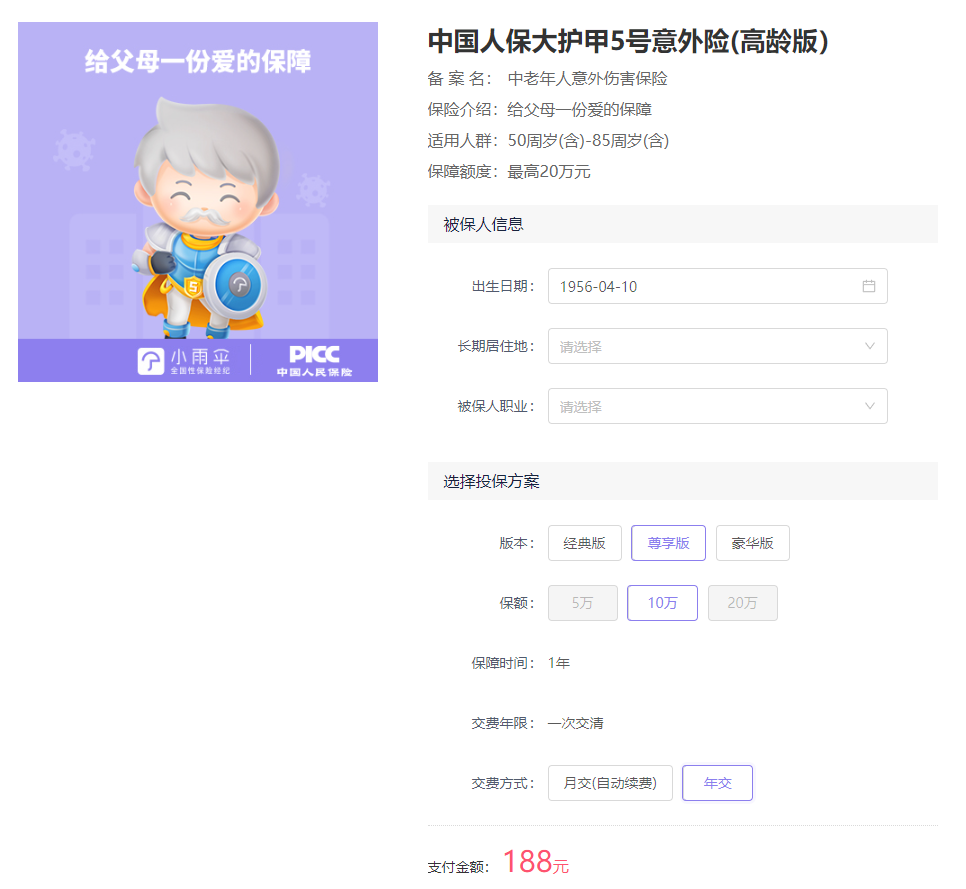 给父母一份爱的保障
5
小雨伞
全国性保险经纪
PICC
中国人民保险
中国人保大护甲5号意外险(高龄版)
备 案 名： 中老年人意外伤害保险
保险介绍：给父母一份爱的保障
适用人群：50周岁(含)-85周岁(含)
保障额度：最高20万元
被保人信息
出生日期： 1956-04-10
长期居住地： 请选择
被保人职业： 请选择
选择投保方案
版本： 经典版 尊享版 豪华版
保额： 5万 10万 20万
保障时间： 1年
交费年限： 一次交清
交费方式： 月交(自动续费) 年交
支付金额： 188元